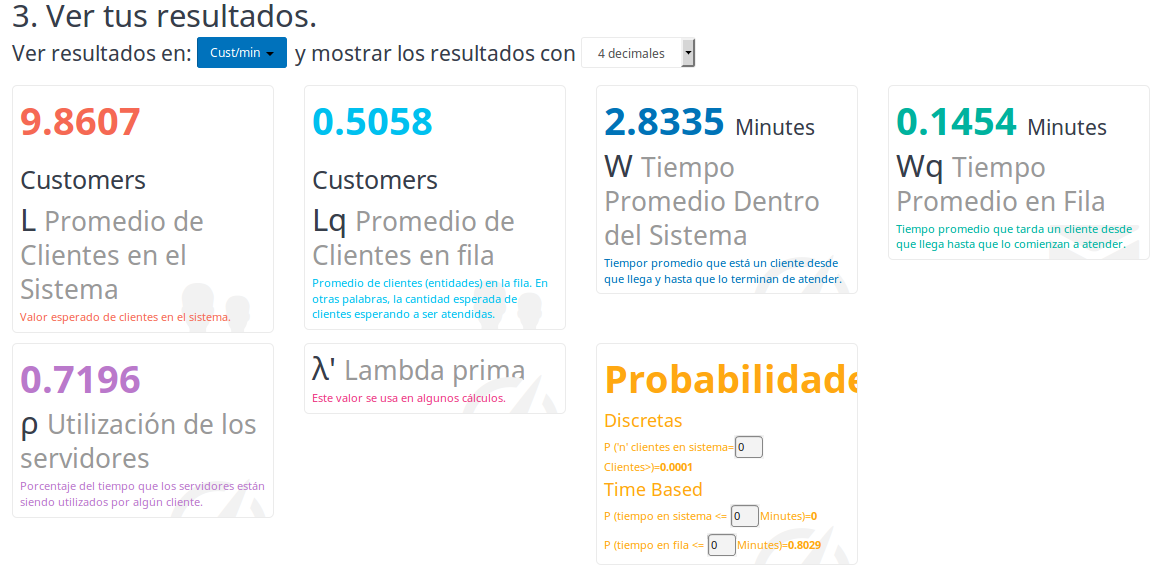 3. Ver tus resultados.
Ver resultados en: Cust/min y mostrar los resultados con 4 decimales
9.8607
Customers
L Promedio de
Clientes en el
Sistema
Valor esperado de clientes en el sistema.
0.5058
Customers
Lq Promedio de
Clientes en fila
Promedio de clientes (entidades) en la fila. En
otras palabras, la cantidad esperada de
clientes esperando a ser atendidas.
2.8335 Minutes
W Tiempo
Promedio Dentro
del Sistema
Tiempor promedio que está un cliente desde
que llega y hasta que lo terminan de atender.
0.1454 Minutes
Wq Tiempo
Promedio en Fila
Tiempo promedio que tarda un cliente desde
que llega hasta que lo comienzan a atender.
0.7196
ρ Utilización de los
servidores
Porcentaje del tiempo que los servidores están
siendo utilizados por algún cliente.
λ' Lambda prima
Este valor se usa en algunos cálculos.
Probabilidade
Discretas
P ('n' clientes en sistema= 0
Clientes>)=0.0001
Time Based
P (tiempo en sistema <= 0 Minutes)=0
P (tiempo en fila <= 0 Minutes)=0.8029